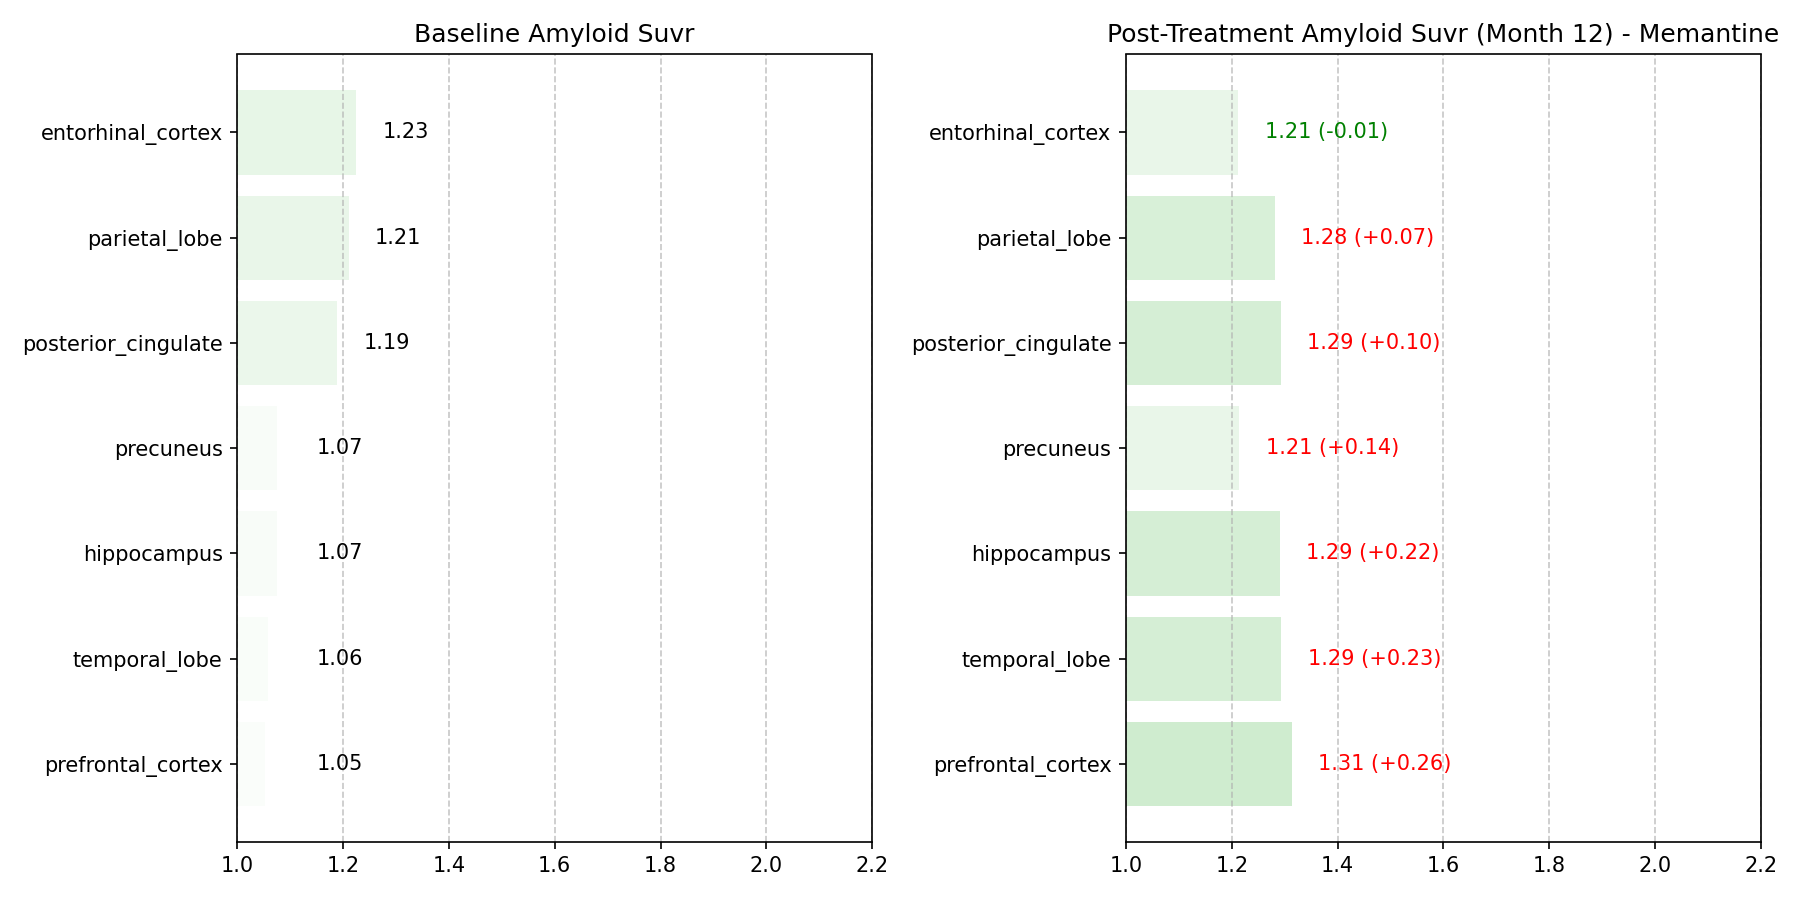 Baseline Amyloid Suvr
entorhinal_cortex 1.23
parietal_lobe 1.21
posterior_cingulate 1.19
precuneus 1.07
hippocampus 1.07
temporal_lobe 1.06
prefrontal_cortex 1.05
1.0 1.2 1.4 1.6 1.8 2.0 2.2
Post-Treatment Amyloid Suvr (Month 12) - Memantine
entorhinal_cortex 1.21 (-0.01)
parietal_lobe 1.28 (+0.07)
posterior_cingulate 1.29 (+0.10)
precuneus 1.21 (+0.14)
hippocampus 1.29 (+0.22)
temporal_lobe 1.29 (+0.23)
prefrontal_cortex 1.31 (+0.26)
1.0 1.2 1.4 1.6 1.8 2.0 2.2